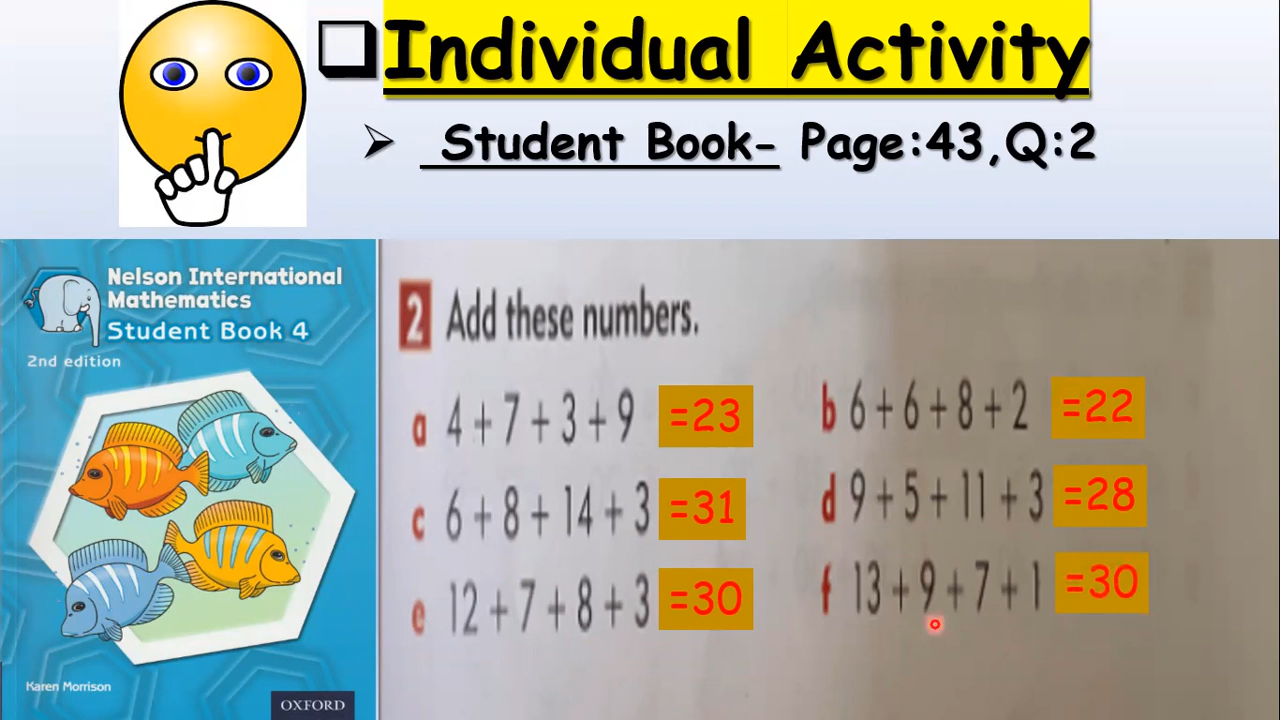 Individual Activity
Student Book- Page:43,Q:2
Nelson International
Mathematics
Student Book 4
2nd edition
Karen Morrison
OXFORD
2 Add these numbers.
a 4+7+3+9 =23
b 6+6+8+2 =22
c 6+8+14+3 =31
d 9+5+11+3 =28
e 12+7+8+3 =30
f 13+9+7+1 =30